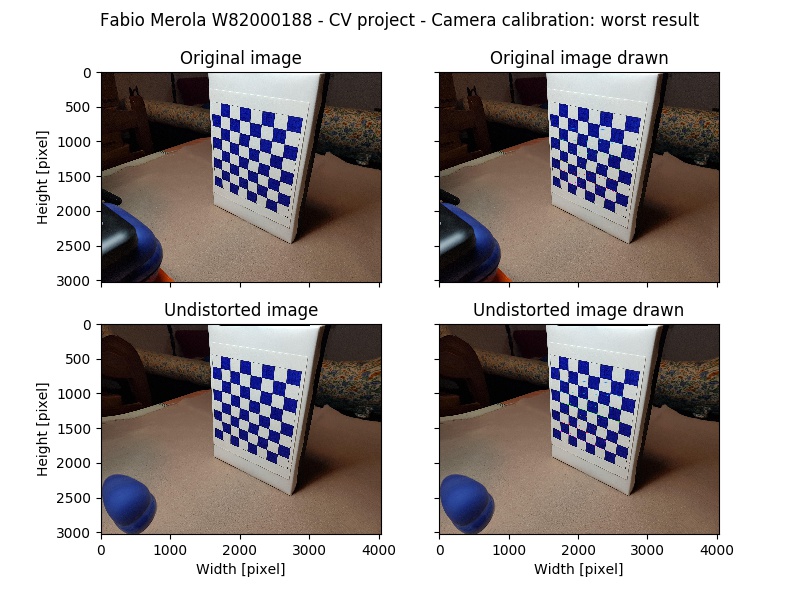 Fabio Merola W82000188 - CV project - Camera calibration: worst result
Original image
Original image drawn
0
500
1000
1500
2000
2500
3000
Height [pixel]
Undistorted image
Undistorted image drawn
0
500
1000
1500
2000
2500
3000
Height [pixel]
0 1000 2000 3000 4000
0 1000 2000 3000 4000
Width [pixel]
Width [pixel]